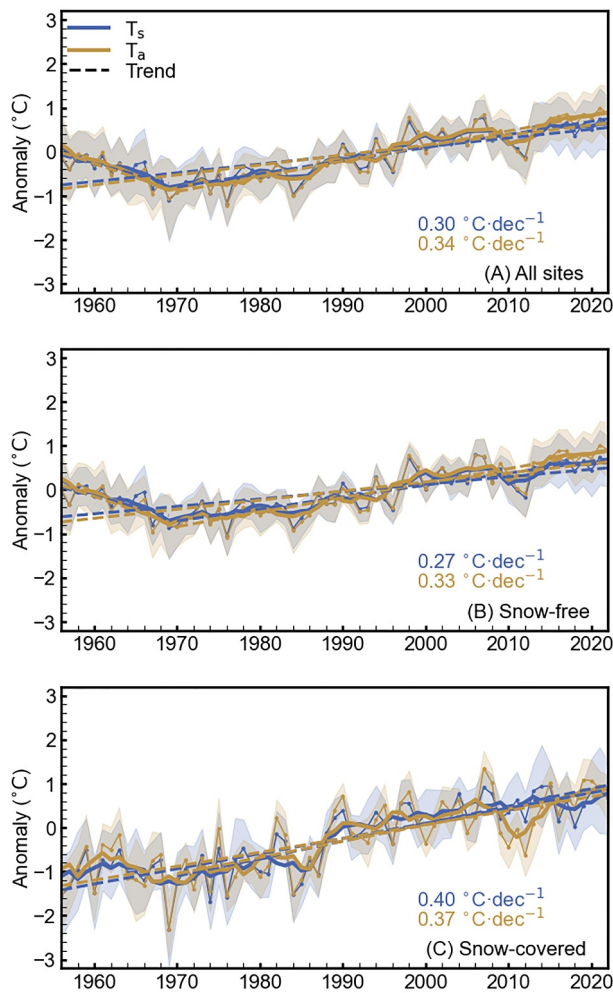 3
2
1
0
−1
−2
−3
Anomaly (°C)
Ts
Ta
Trend
0.30 °C·dec−1
0.34 °C·dec−1
(A) All sites
1960 1970 1980 1990 2000 2010 2020
3
2
1
0
−1
−2
−3
Anomaly (°C)
0.27 °C·dec−1
0.33 °C·dec−1
(B) Snow-free
1960 1970 1980 1990 2000 2010 2020
3
2
1
0
−1
−2
−3
Anomaly (°C)
0.40 °C·dec−1
0.37 °C·dec−1
(C) Snow-covered
1960 1970 1980 1990 2000 2010 2020